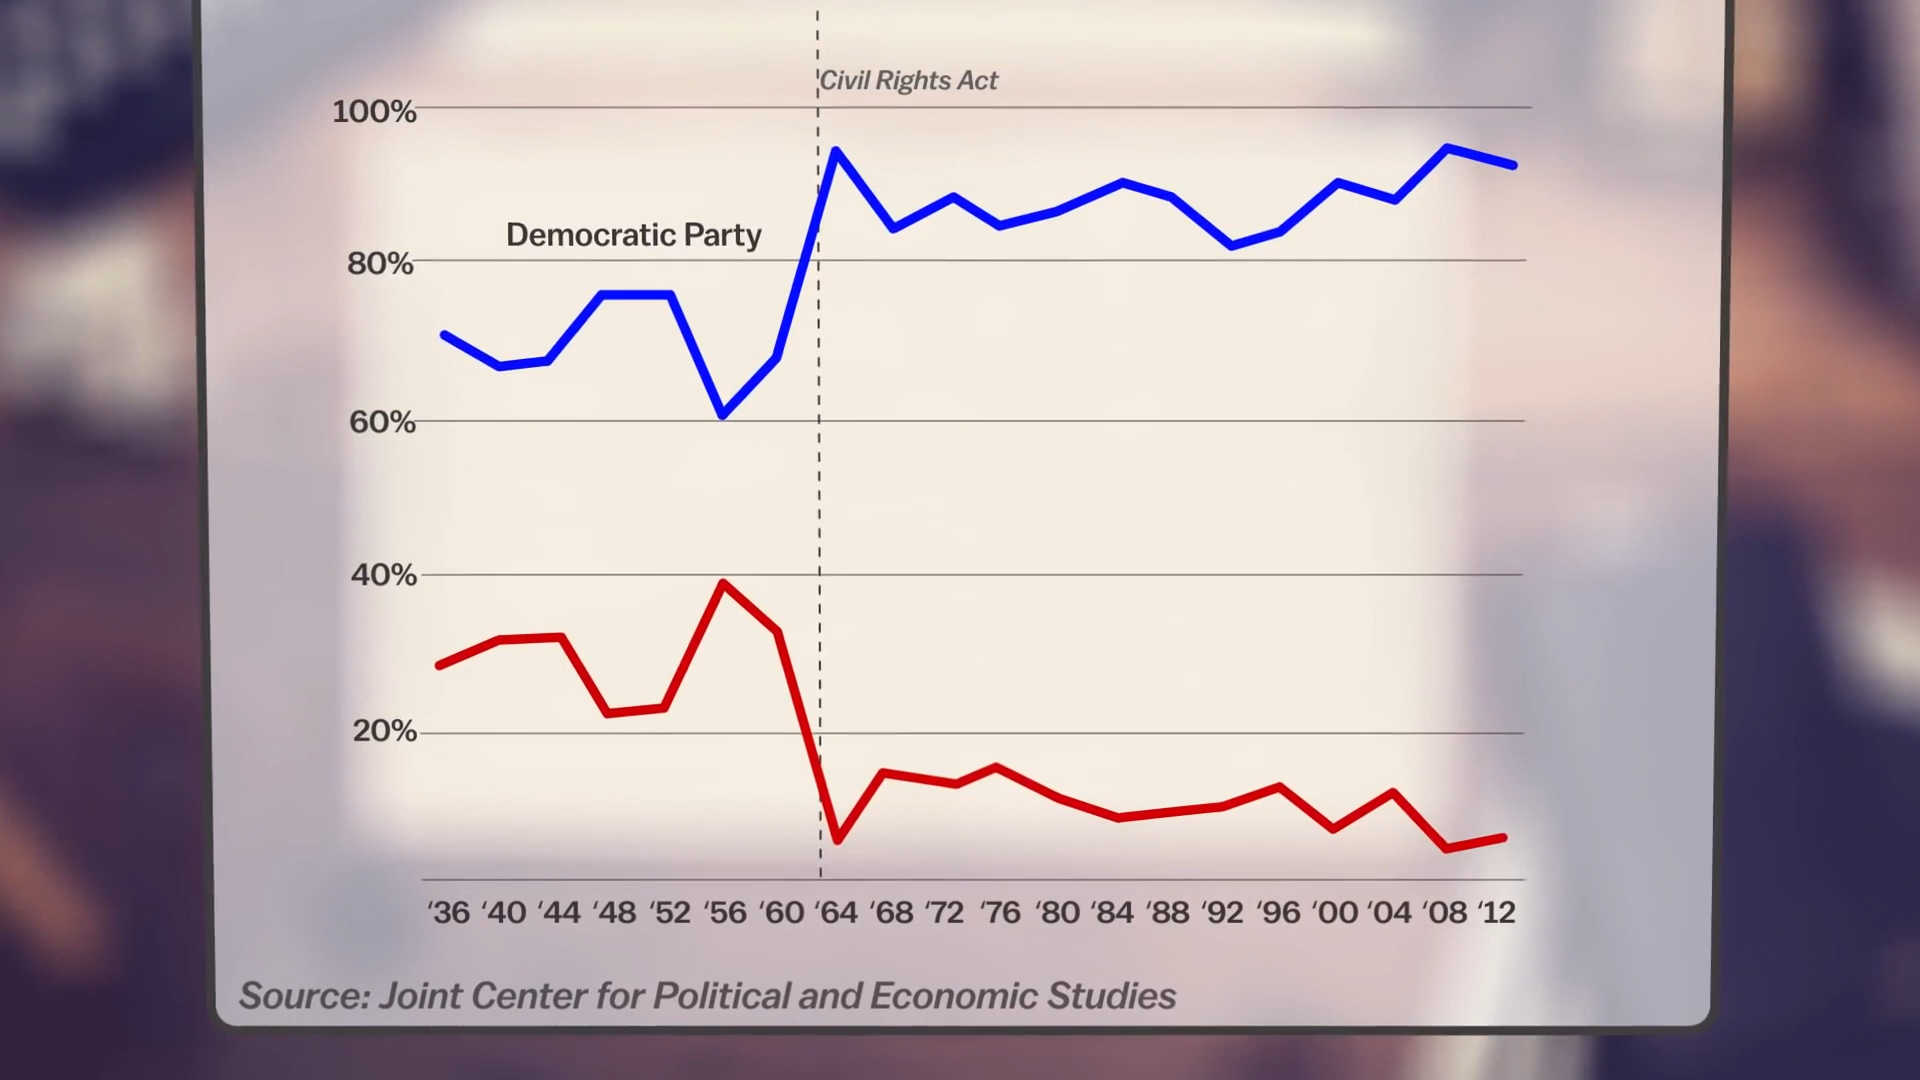 Civil Rights Act
100%
Democratic Party
80%
60%
40%
20%
‘36 ‘40 ‘44 ‘48 ‘52 ‘56 ‘60 ‘64 ‘68 ‘72 ‘76 ‘80 ‘84 ‘88 ‘92 ‘96 ‘00 ‘04 ‘08 ‘12
Source: Joint Center for Political and Economic Studies